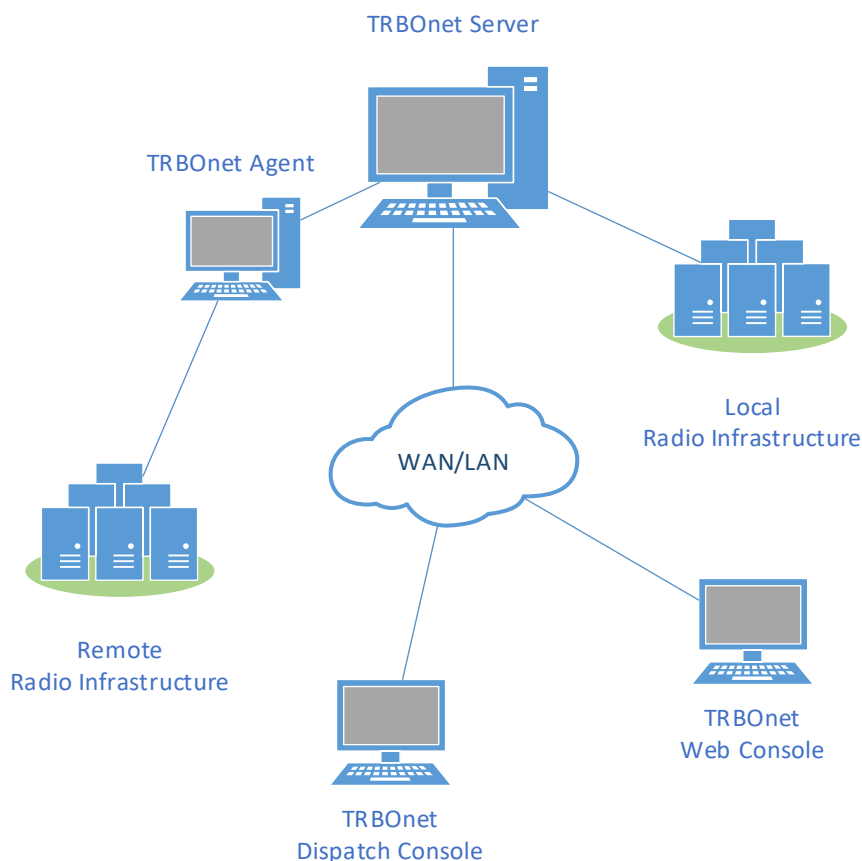 TRBOnet Server
TRBOnet Agent
Local
Radio Infrastructure
WAN/LAN
Remote
Radio Infrastructure
TRBOnet
Web Console
TRBOnet
Dispatch Console